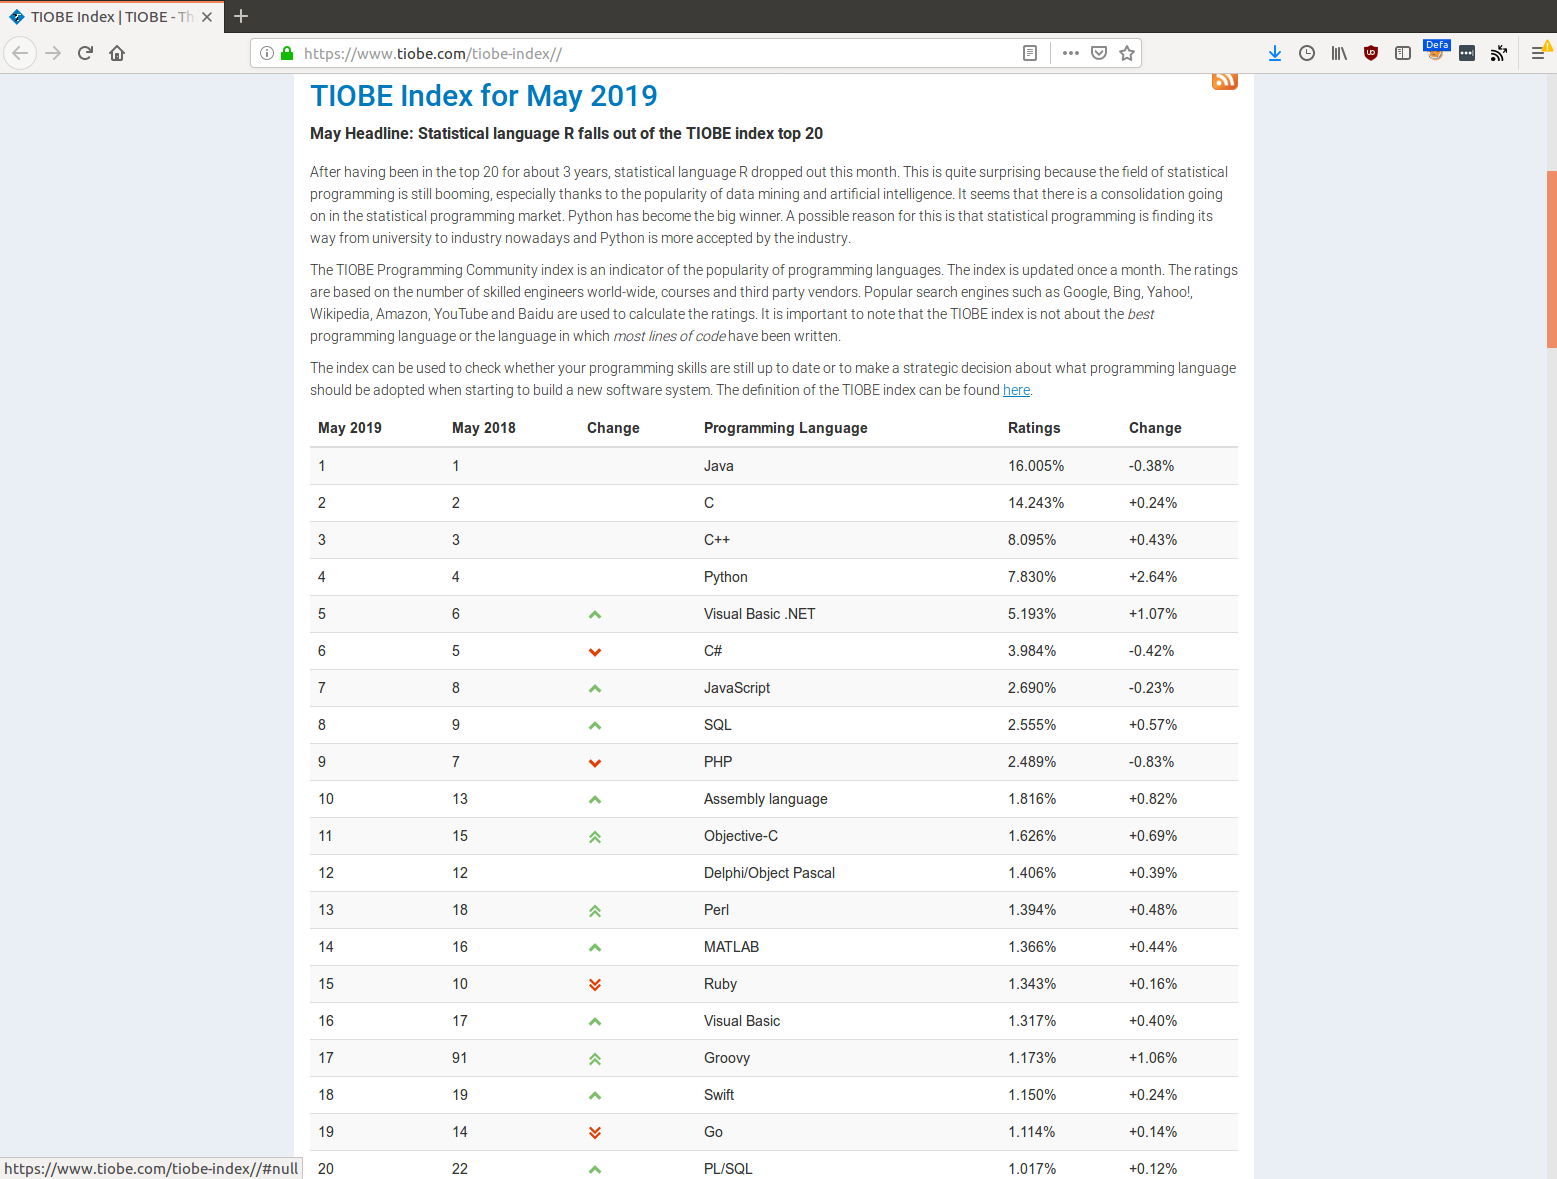 TIOBE Index | TIOBE - Th
https://www.tiobe.com/tiobe-index//
Defa
TIOBE Index for May 2019
May Headline: Statistical language R falls out of the TIOBE index top 20
After having been in the top 20 for about 3 years, statistical language R dropped out this month. This is quite surprising because the field of statistical
programming is still booming, especially thanks to the popularity of data mining and artificial intelligence. It seems that there is a consolidation going
on in the statistical programming market. Python has become the big winner. A possible reason for this is that statistical programming is finding its
way from university to industry nowadays and Python is more accepted by the industry.
The TIOBE Programming Community index is an indicator of the popularity of programming languages. The index is updated once a month. The ratings
are based on the number of skilled engineers world-wide, courses and third party vendors. Popular search engines such as Google, Bing, Yahoo!,
Wikipedia, Amazon, YouTube and Baidu are used to calculate the ratings. It is important to note that the TIOBE index is not about the best
programming language or the language in which most lines of code have been written.
The index can be used to check whether your programming skills are still up to date or to make a strategic decision about what programming language
should be adopted when starting to build a new software system. The definition of the TIOBE index can be found here.
May 2019 May 2018 Change Programming Language Ratings Change
1 1 Java 16.005% -0.38%
2 2 C 14.243% +0.24%
3 3 C++ 8.095% +0.43%
4 4 Python 7.830% +2.64%
5 6 Visual Basic .NET 5.193% +1.07%
6 5 C# 3.984% -0.42%
7 8 JavaScript 2.690% -0.23%
8 9 SQL 2.555% +0.57%
9 7 PHP 2.489% -0.83%
10 13 Assembly language 1.816% +0.82%
11 15 Objective-C 1.626% +0.69%
12 12 Delphi/Object Pascal 1.406% +0.39%
13 18 Perl 1.394% +0.48%
14 16 MATLAB 1.366% +0.44%
15 10 Ruby 1.343% +0.16%
16 17 Visual Basic 1.317% +0.40%
17 91 Groovy 1.173% +1.06%
18 19 Swift 1.150% +0.24%
19 14 Go 1.114% +0.14%
20 22 PL/SQL 1.017% +0.12%
https://www.tiobe.com/tiobe-index//#null